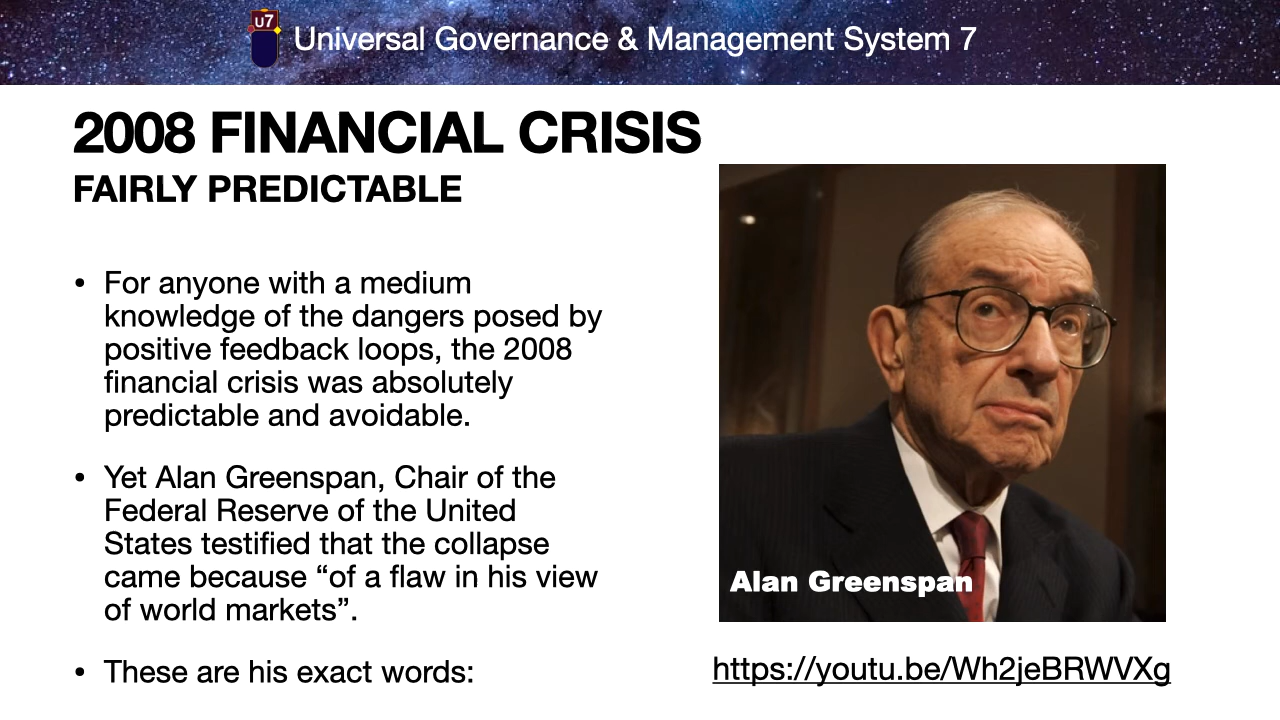 U7
Universal Governance & Management System 7
2008 FINANCIAL CRISIS
FAIRLY PREDICTABLE
• For anyone with a medium
knowledge of the dangers posed by
positive feedback loops, the 2008
financial crisis was absolutely
predictable and avoidable.
• Yet Alan Greenspan, Chair of the
Federal Reserve of the United
States testified that the collapse
came because “of a flaw in his view
of world markets”.
• These are his exact words:
Alan Greenspan
https://youtu.be/Wh2jeBRWVXg